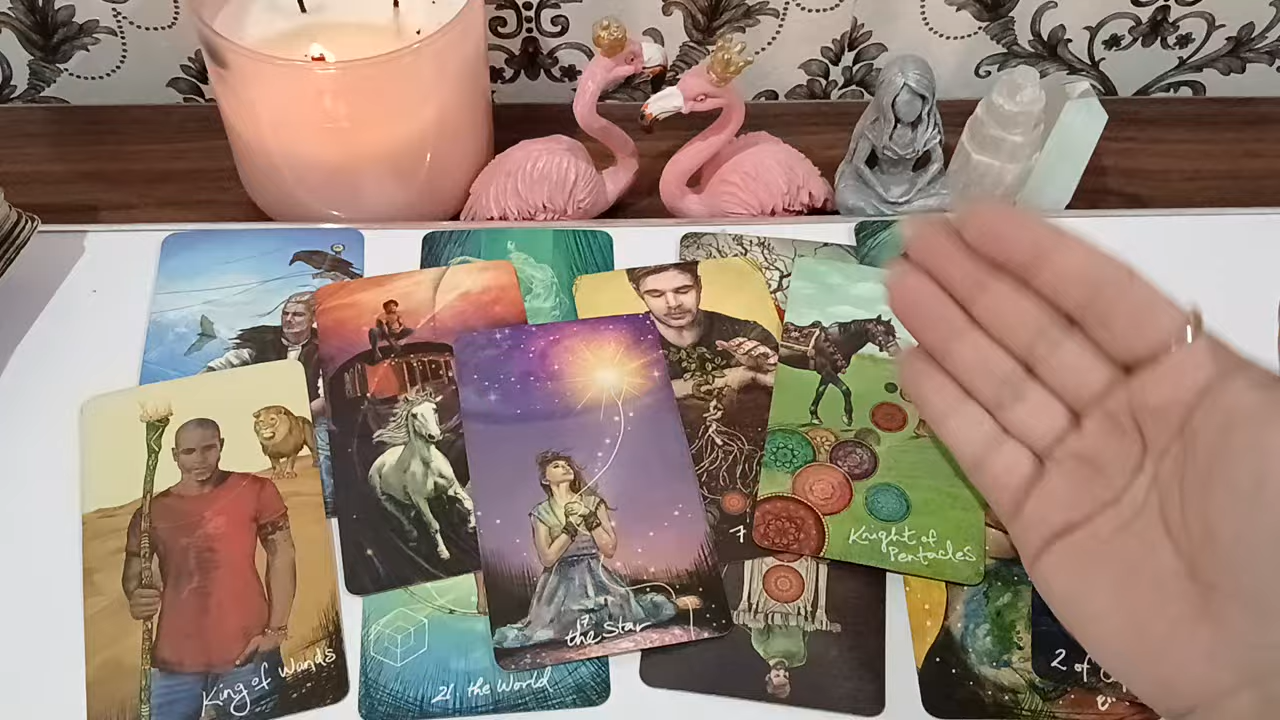 7
Knight of
Pentacles
17
the Star
King of Wands
21 the World
2 of